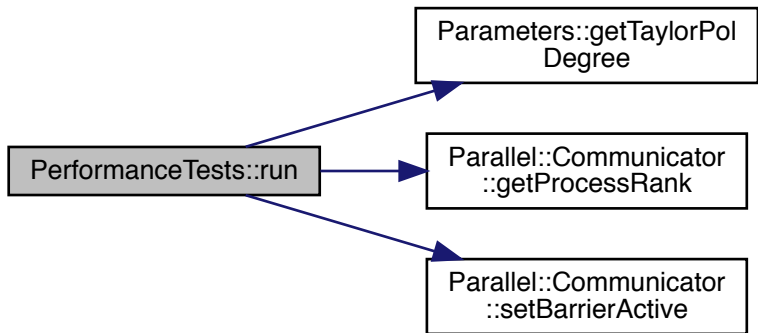 Parameters::getTaylorPol
Degree
PerformanceTests::run
Parallel::Communicator
::getProcessRank
Parallel::Communicator
::setBarrierActive